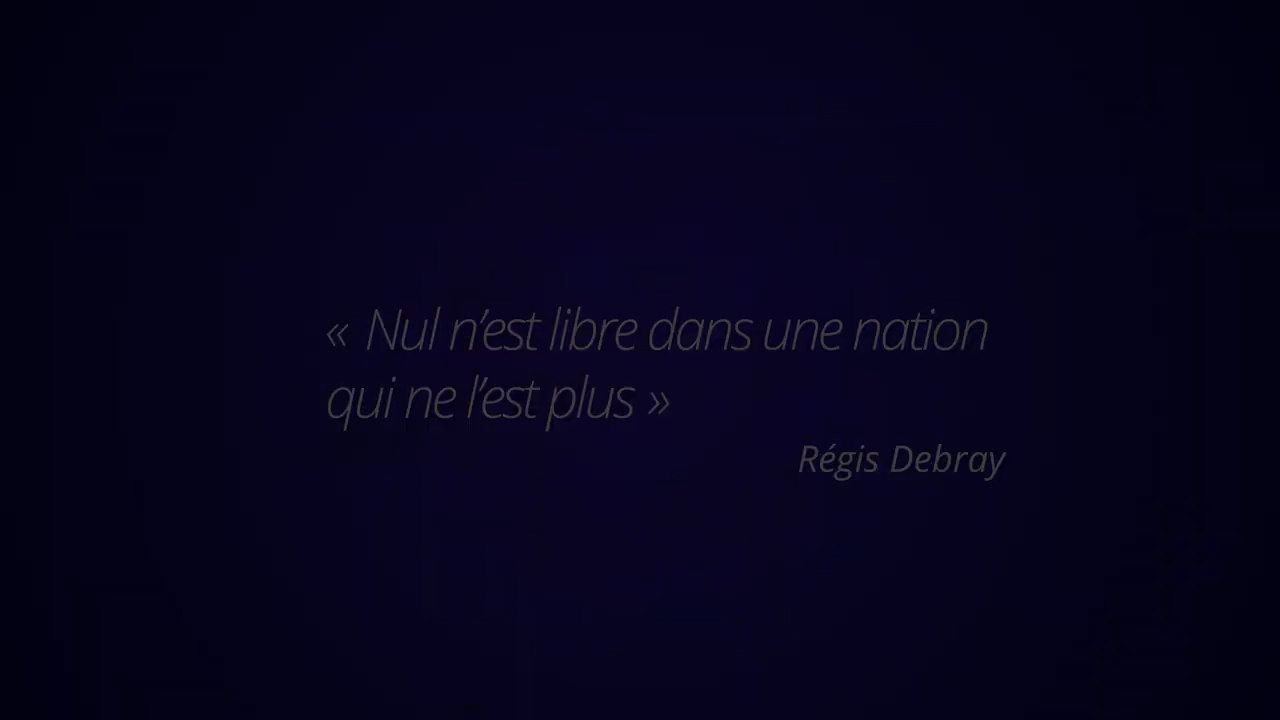 « Nul n’est libre dans une nation
qui ne l’est plus »
Régis Debray